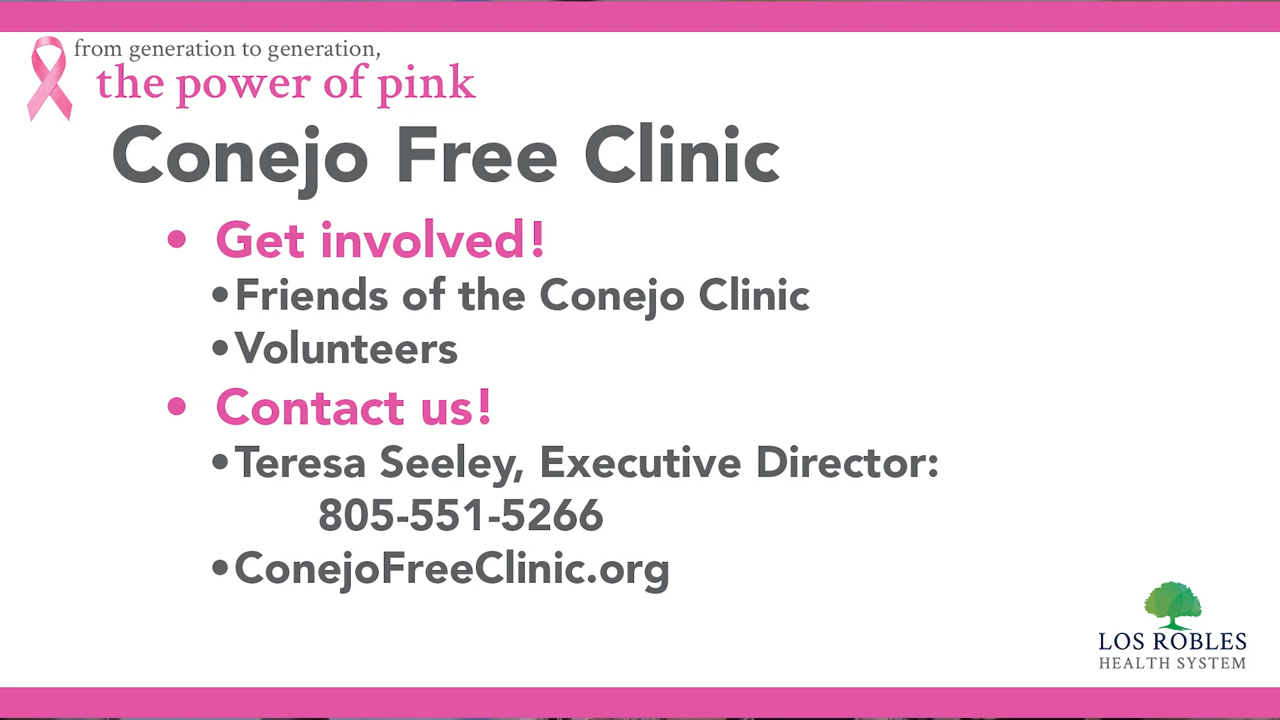 from generation to generation,
the power of pink
Conejo Free Clinic
• Get involved!
•Friends of the Conejo Clinic
•Volunteers
• Contact us!
•Teresa Seeley, Executive Director:
805-551-5266
•ConejoFreeClinic.org
LOS ROBLES
HEALTH SYSTEM